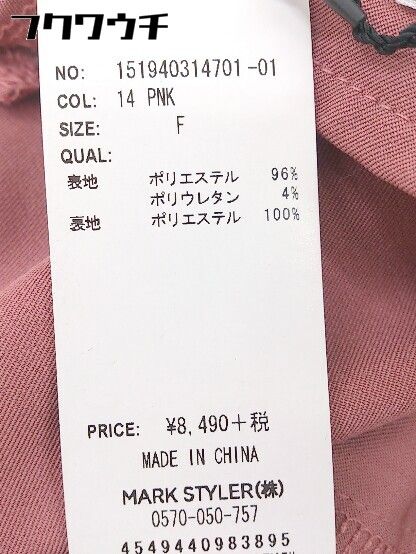 フクワウチ
NO: 151940314701-01
COL: 14 PNK
SIZE: F
QUAL:
表地 ポリエステル 96%
ポリウレタン 4%
裏地 ポリエステル 100%
PRICE: ¥8,490+税
MADE IN CHINA
MARK STYLER(株)
0570-050-757
4549440983895